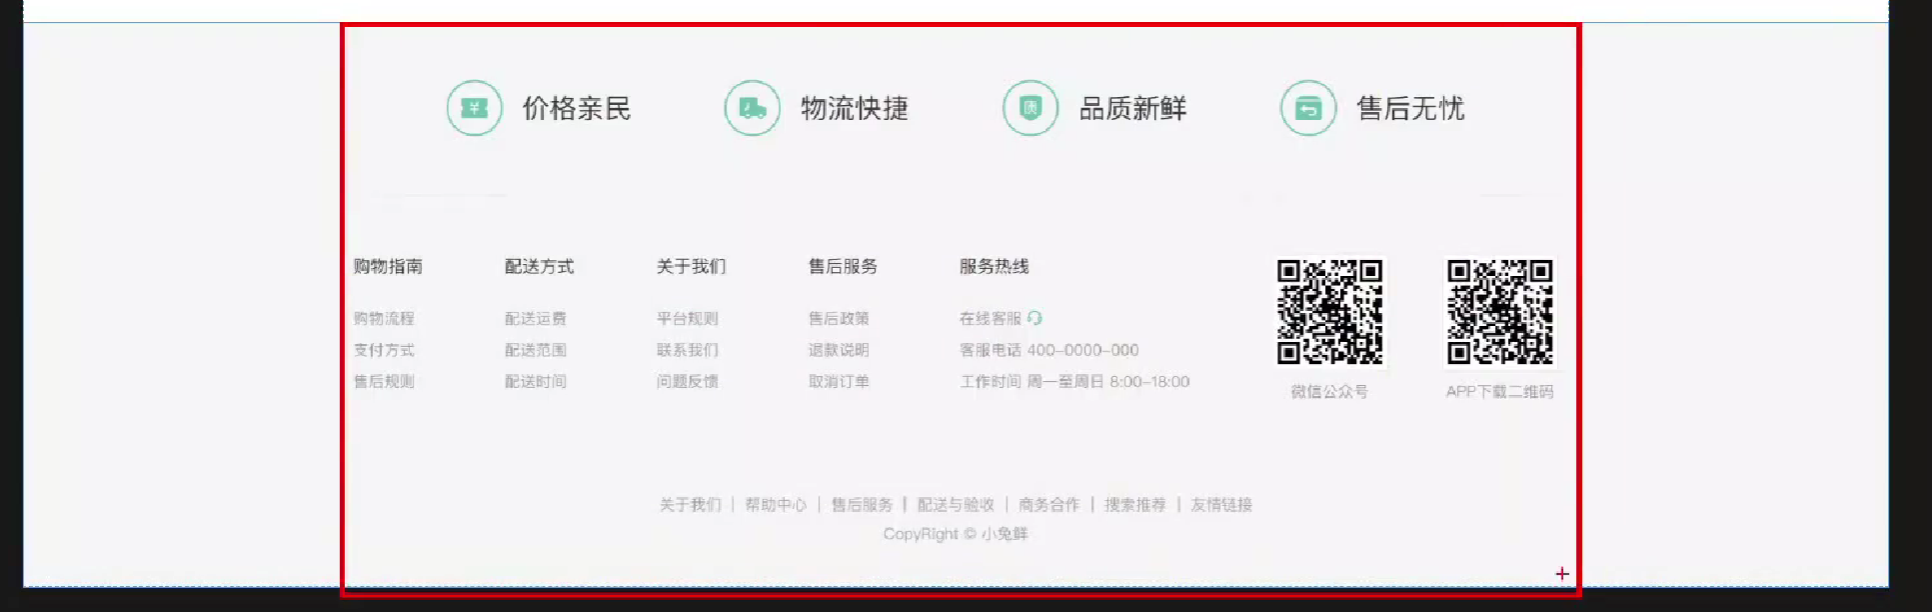 ¥ 价格亲民 物流快捷 质 品质新鲜 售后无忧
购物指南 配送方式 关于我们 售后服务 服务热线
购物流程 配送运费 平台规则 售后政策 在线客服
支付方式 配送范围 联系我们 退款说明 客服电话 400-0000-000
售后规则 配送时间 问题反馈 取消订单 工作时间 周一至周日 8:00-18:00
微信公众号 APP下载二维码
关于我们 | 帮助中心 | 售后服务 | 配送与验收 | 商务合作 | 搜索推荐 | 友情链接
CopyRight © 小兔鲜